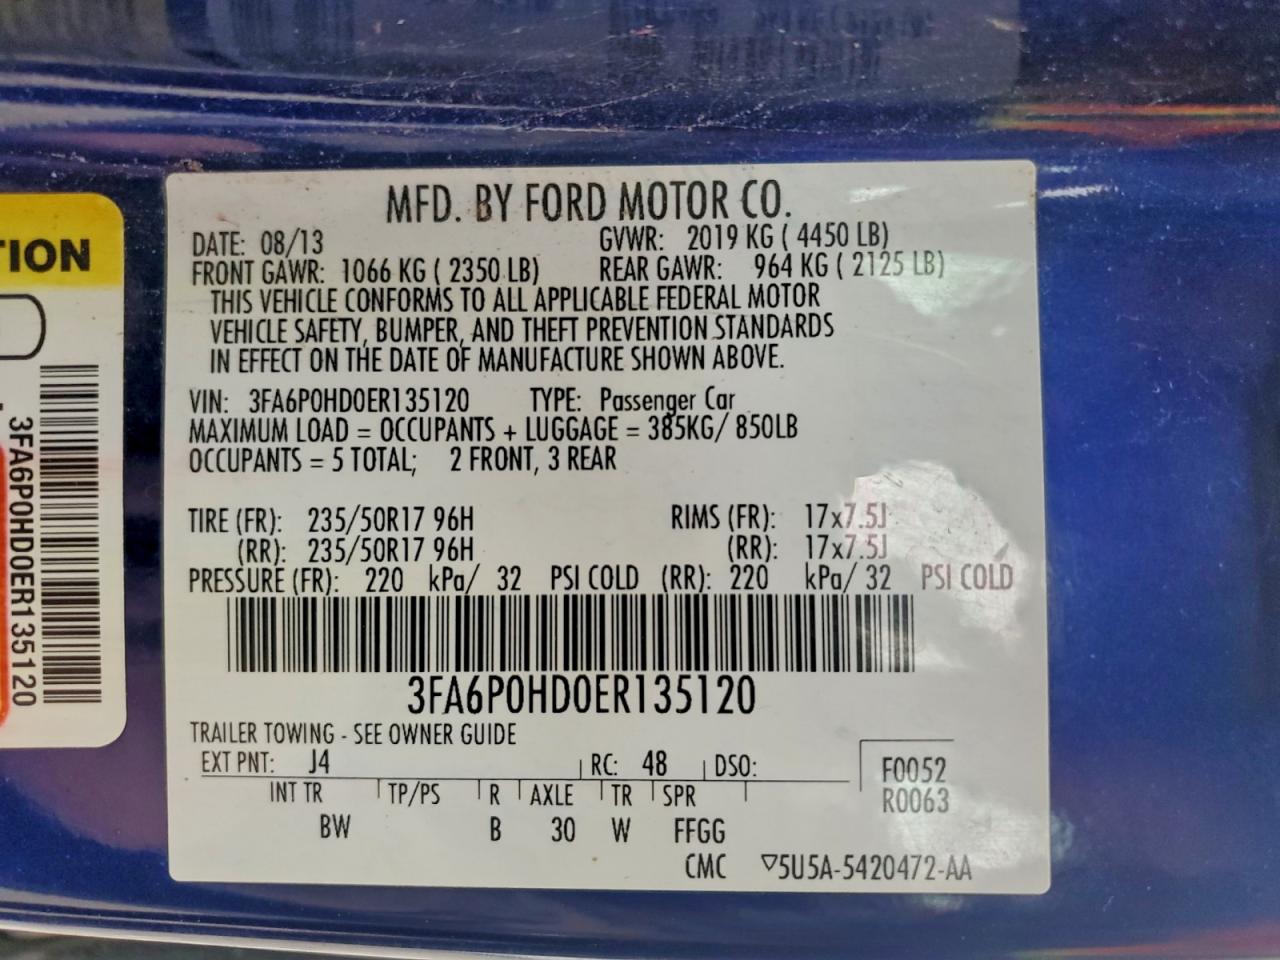 MFD. BY FORD MOTOR CO.
DATE: 08/13 GVWR: 2019 KG ( 4450 LB)
FRONT GAWR: 1066 KG ( 2350 LB) REAR GAWR: 964 KG ( 2125 LB)
THIS VEHICLE CONFORMS TO ALL APPLICABLE FEDERAL MOTOR
VEHICLE SAFETY, BUMPER, AND THEFT PREVENTION STANDARDS
IN EFFECT ON THE DATE OF MANUFACTURE SHOWN ABOVE.
VIN: 3FA6P0HD0ER135120 TYPE: Passenger Car
MAXIMUM LOAD = OCCUPANTS + LUGGAGE = 385KG/ 850LB
OCCUPANTS = 5 TOTAL; 2 FRONT, 3 REAR
TIRE (FR): 235/50R17 96H RIMS (FR): 17x7.5J
(RR): 235/50R17 96H (RR): 17x7.5J
PRESSURE (FR): 220 kPa/ 32 PSI COLD (RR): 220 kPa/ 32 PSI COLD
3FA6P0HD0ER135120
TRAILER TOWING - SEE OWNER GUIDE
EXT PNT: J4 RC: 48 DSO: F0052
INT TR TP/PS R AXLE TR SPR R0063
BW B 30 W FFGG
CMC ▽5U5A-5420472-AA
TION
3FA6P0HD0ER135120